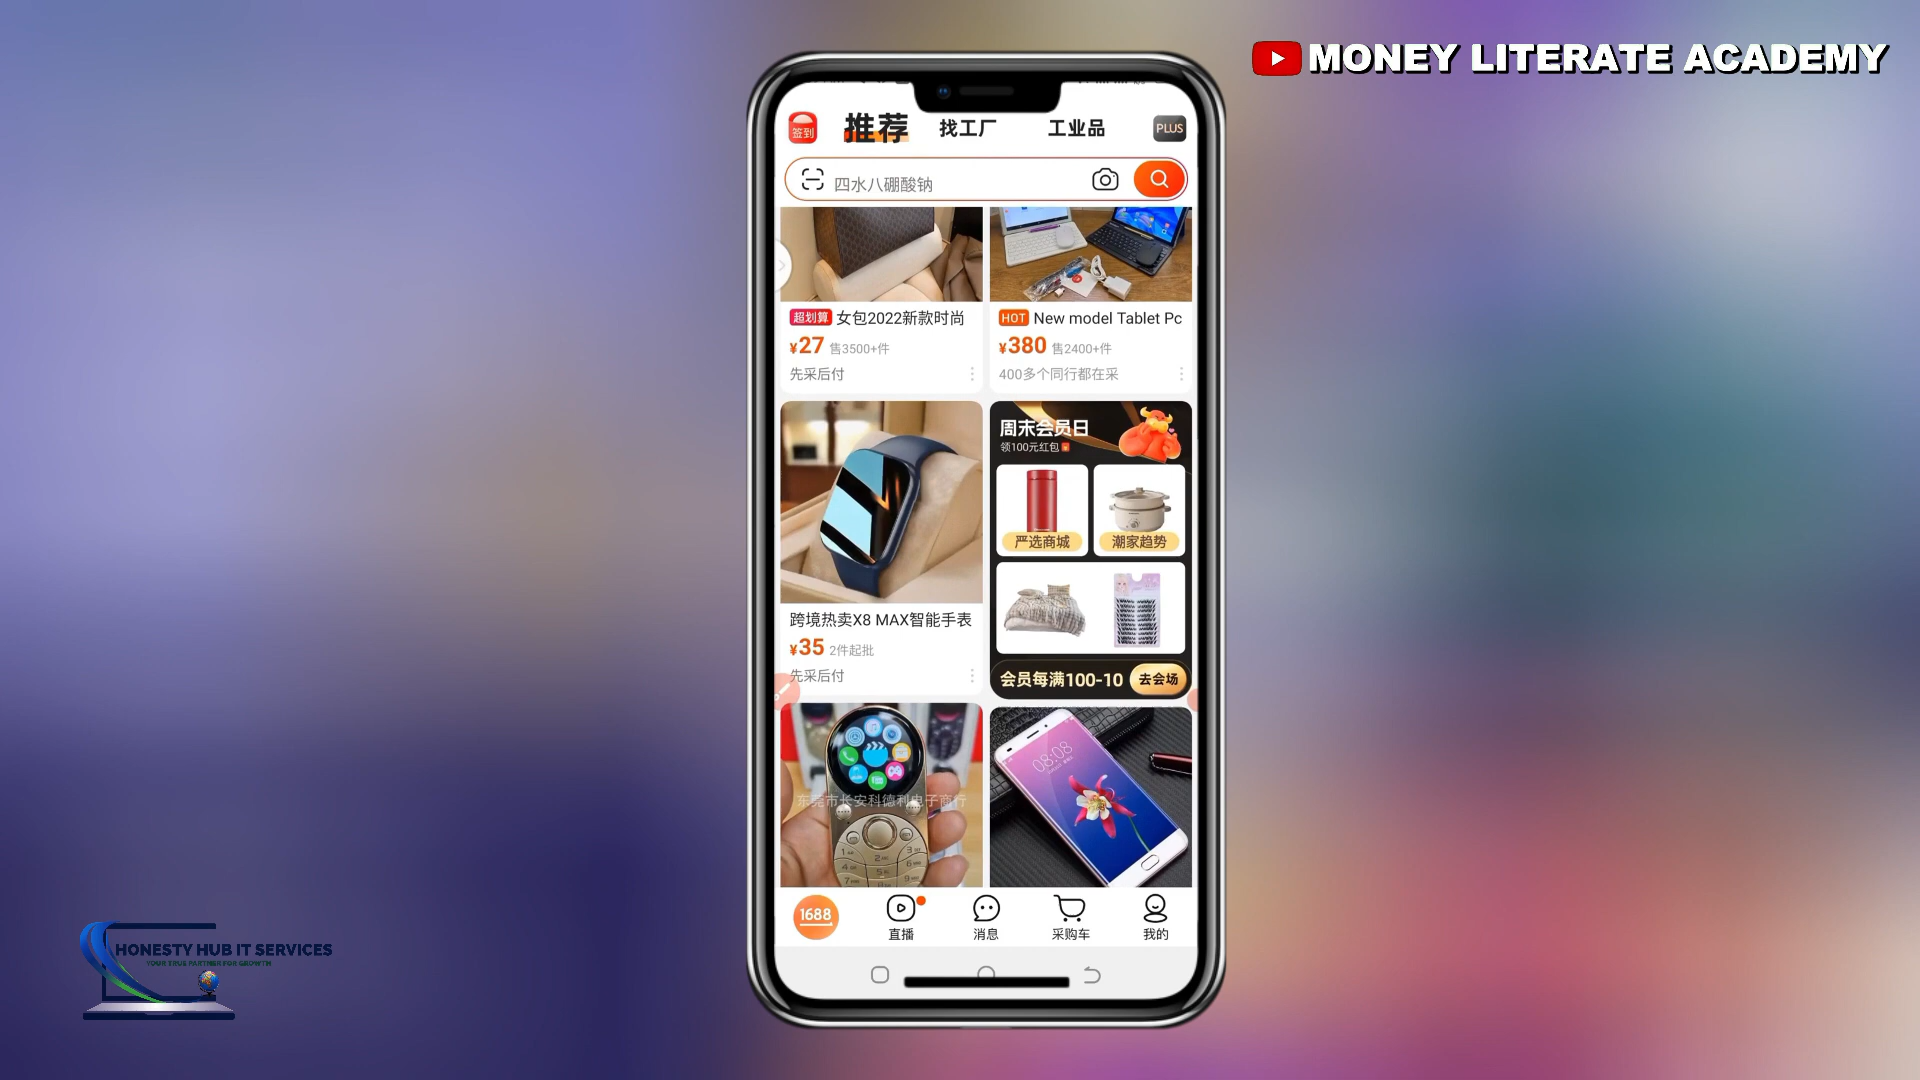 MONEY LITERATE ACADEMY
签到
推荐
找工厂
工业品
PLUS
四水八硼酸钠
超划算 女包2022新款时尚
¥27 售3500+件
先采后付
HOT New model Tablet Pc
¥380 售2400+件
400多个同行都在采
跨境热卖X8 MAX智能手表
¥35 2件起批
先采后付
周末会员日
领100元红包
严选商城
潮家趋势
会员每满100-10 去会场
东莞市长安科德利电子商行
08:08
1688
直播
消息
采购车
我的
HONESTY HUB IT SERVICES
YOUR TRUE PARTNER FOR GROWTH